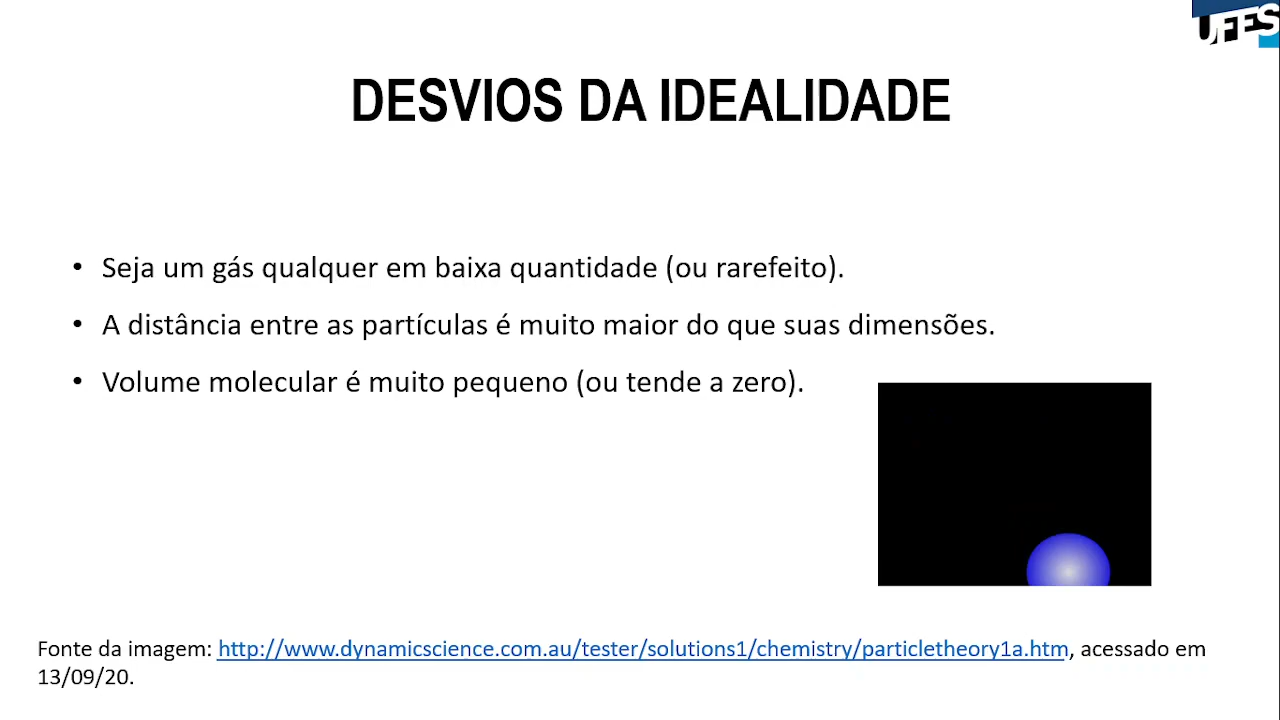 UFES
DESVIOS DA IDEALIDADE
• Seja um gás qualquer em baixa quantidade (ou rarefeito).
• A distância entre as partículas é muito maior do que suas dimensões.
• Volume molecular é muito pequeno (ou tende a zero).
Fonte da imagem: http://www.dynamicscience.com.au/tester/solutions1/chemistry/particletheory1a.htm, acessado em
13/09/20.